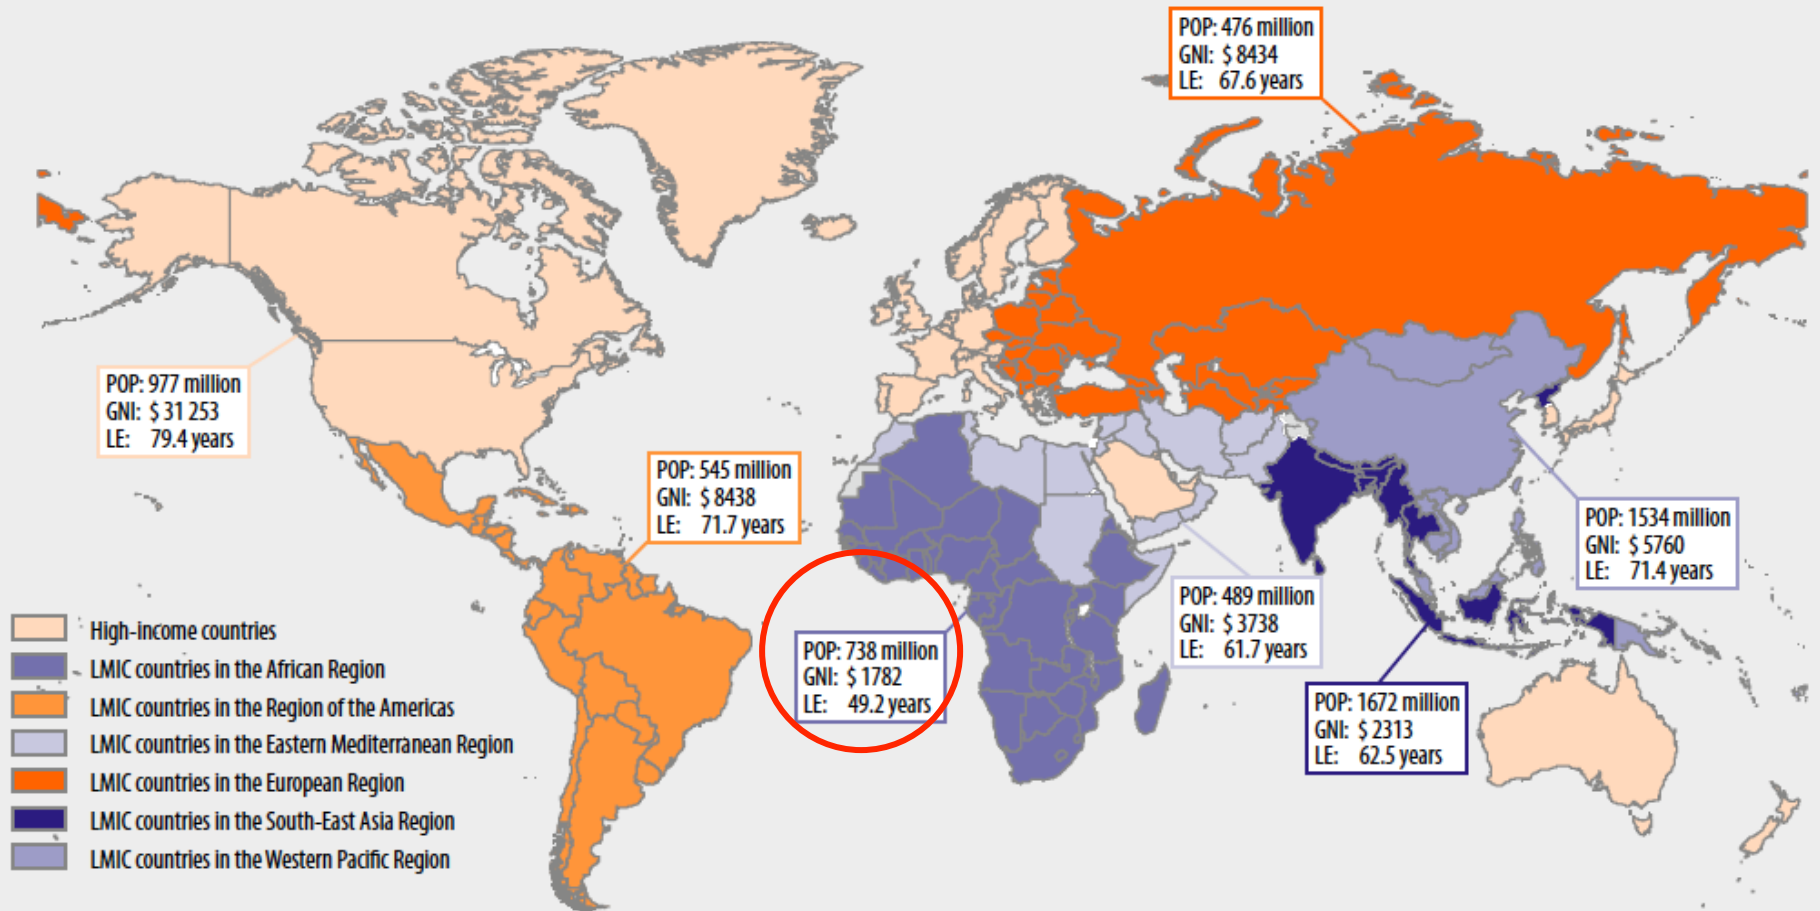 POP: 476 million
GNI: $ 8434
LE: 67.6 years
POP: 977 million
GNI: $ 31 253
LE: 79.4 years
POP: 545 million
GNI: $ 8438
LE: 71.7 years
POP: 1534 million
GNI: $ 5760
LE: 71.4 years
POP: 489 million
GNI: $ 3738
LE: 61.7 years
POP: 738 million
GNI: $ 1782
LE: 49.2 years
POP: 1672 million
GNI: $ 2313
LE: 62.5 years
High-income countries
LMIC countries in the African Region
LMIC countries in the Region of the Americas
LMIC countries in the Eastern Mediterranean Region
LMIC countries in the European Region
LMIC countries in the South-East Asia Region
LMIC countries in the Western Pacific Region